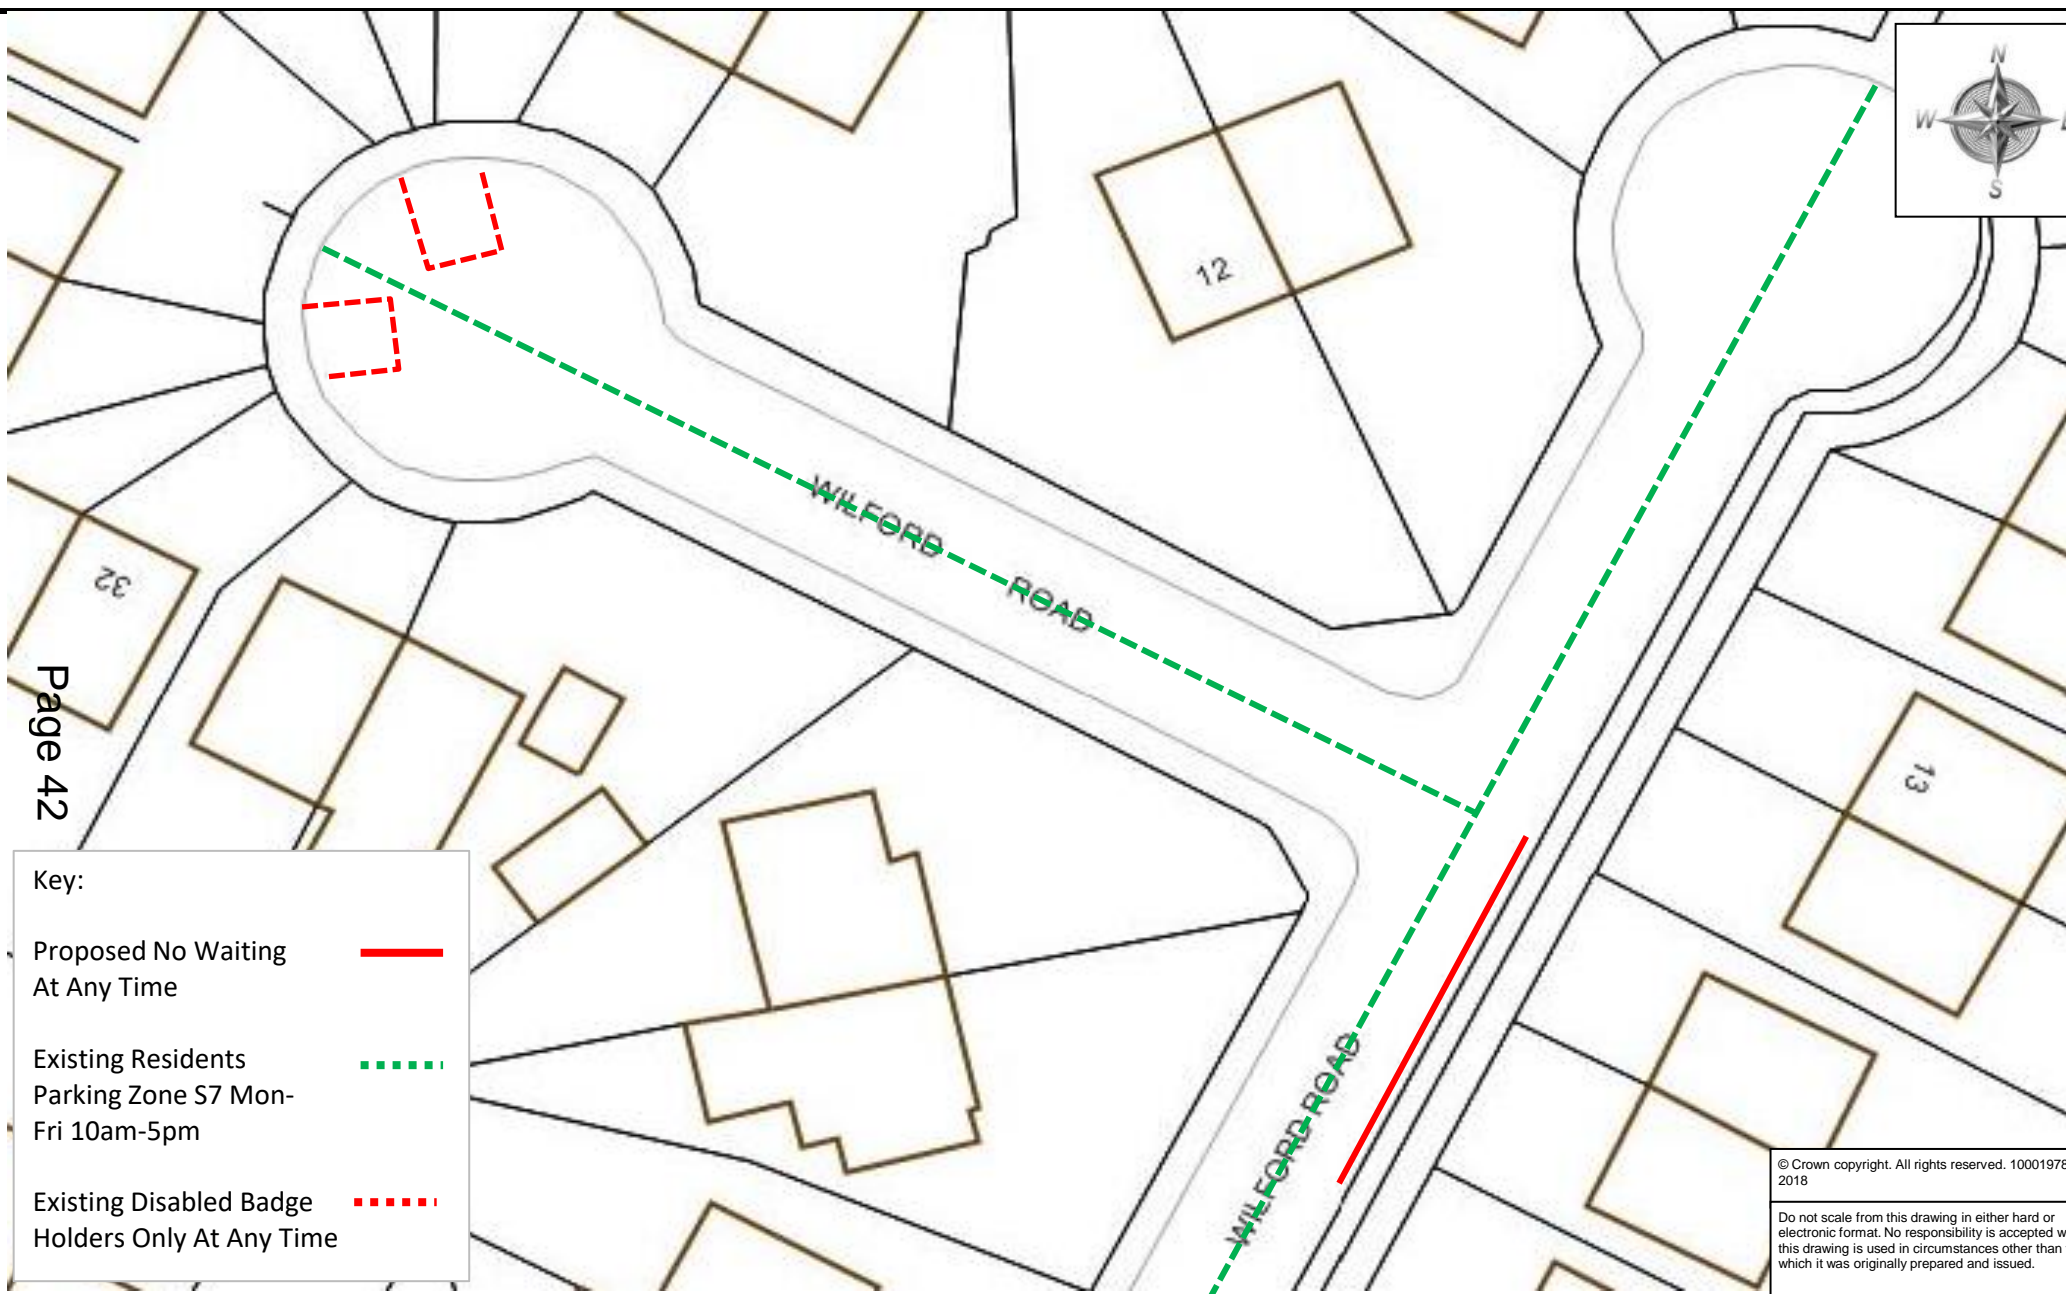 N
W
S
12
WILFORD ROAD
32
13
Page 42
WILFORD ROAD
Key:
Proposed No Waiting
At Any Time
Existing Residents
Parking Zone S7 Mon-
Fri 10am-5pm
Existing Disabled Badge
Holders Only At Any Time
© Crown copyright. All rights reserved. 10001978
2018
Do not scale from this drawing in either hard or
electronic format. No responsibility is accepted
this drawing is used in circumstances other than
which it was originally prepared and issued.